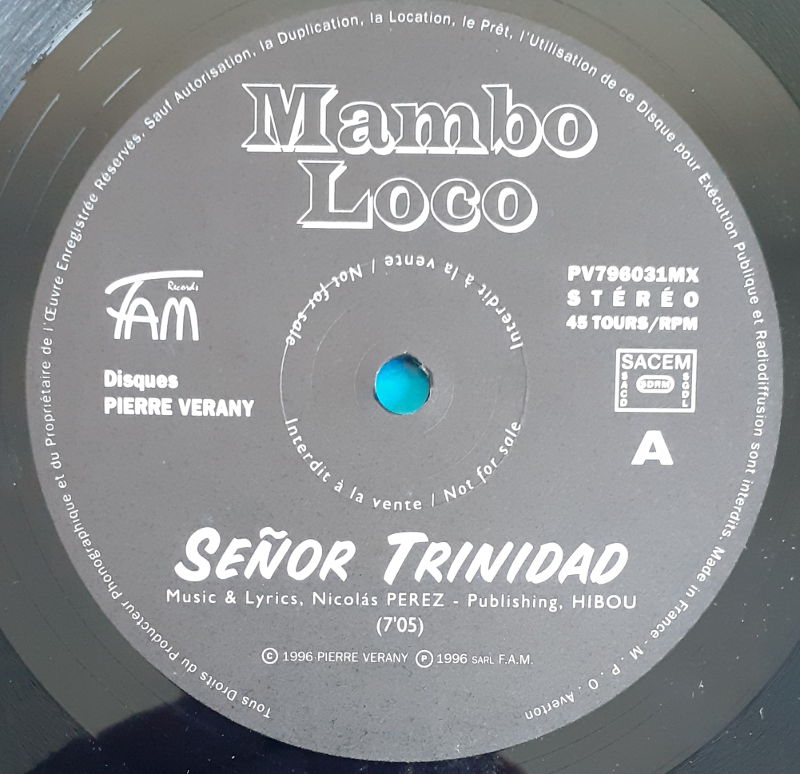 Tous Droits du Producteur Phonographique et du Propriétaire de l'Œuvre Enregistrée Réservés. Sauf Autorisation, la Duplication, la Location, le Prêt, l'Utilisation de ce Disque pour Exécution Publique et Radiodiffusion sont interdits. Made in France - M . P . O . Averton
Mambo
Loco
Interdit à la vente / Not for sale
FAM
Records
PV796031MX
STÉRÉO
45 TOURS/RPM
Disques
PIERRE VERANY
SACEM
SACD
SDRM
SGDL
A
Interdit à la vente / Not for sale
SEÑOR TRINIDAD
Music & Lyrics, Nicolás PEREZ - Publishing, HIBOU
(7'05)
© 1996 PIERRE VERANY ℗ 1996 SARL F.A.M.